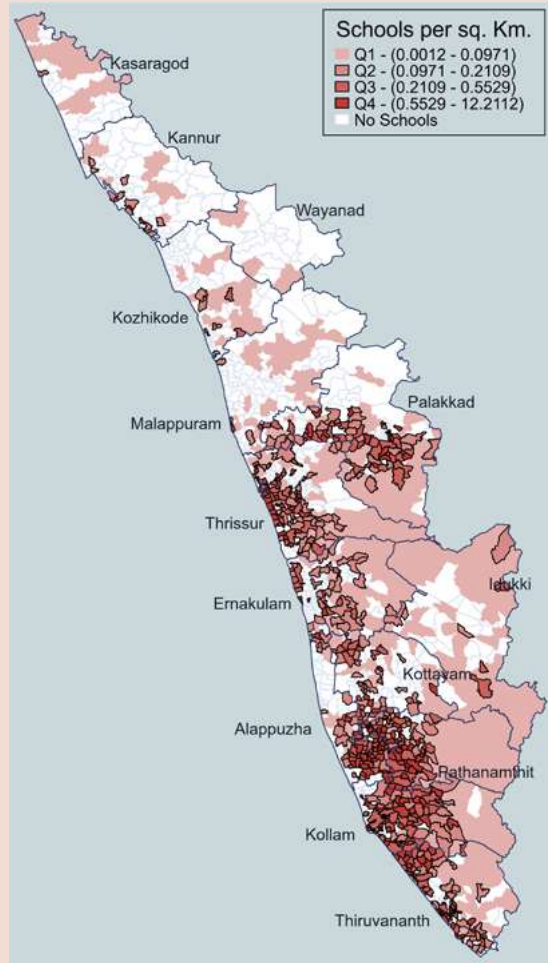 Schools per sq. Km.
Q1 - (0.0012 - 0.0971)
Q2 - (0.0971 - 0.2109)
Q3 - (0.2109 - 0.5529)
Q4 - (0.5529 - 12.2112)
No Schools
Kasaragod
Kannur
Wayanad
Kozhikode
Palakkad
Malappuram
Thrissur
Idukki
Ernakulam
Kottayam
Alappuzha
Pathanamthit
Kollam
Thiruvananth